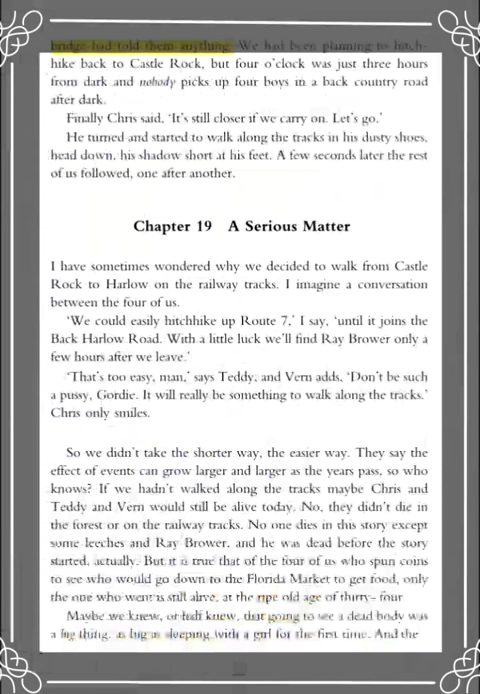 bridge had told them anything. We had been planning to hitch-
hike back to Castle Rock, but four o'clock was just three hours
from dark and nobody picks up four boys in a back country road
after dark.
Finally Chris said, 'It's still closer if we carry on. Let's go.'
He turned and started to walk along the tracks in his dusty shoes,
head down, his shadow short at his feet. A few seconds later the rest
of us followed, one after another.
Chapter 19 A Serious Matter
I have sometimes wondered why we decided to walk from Castle
Rock to Harlow on the railway tracks. I imagine a conversation
between the four of us.
'We could easily hitchhike up Route 7,' I say, 'until it joins the
Back Harlow Road. With a little luck we'll find Ray Brower only a
few hours after we leave.'
'That's too easy, man,' says Teddy, and Vern adds, 'Don't be such
a pussy, Gordie. It will really be something to walk along the tracks.'
Chris only smiles.
So we didn't take the shorter way, the easier way. They say the
effect of events can grow larger and larger as the years pass, so who
knows? If we hadn't walked along the tracks maybe Chris and
Teddy and Vern would still be alive today. No, they didn't die in
the forest or on the railway tracks. No one dies in this story except
some leeches and Ray Brower, and he was dead before the story
started, actually. But it is true that of the four of us who spun coins
to see who would go down to the Florida Market to get food, only
the one who went is still alive, at the ripe old age of thirty-four
Maybe we knew, or half knew, that going to see a dead body was
a big thing, as big as sleeping with a girl for the first time. And the